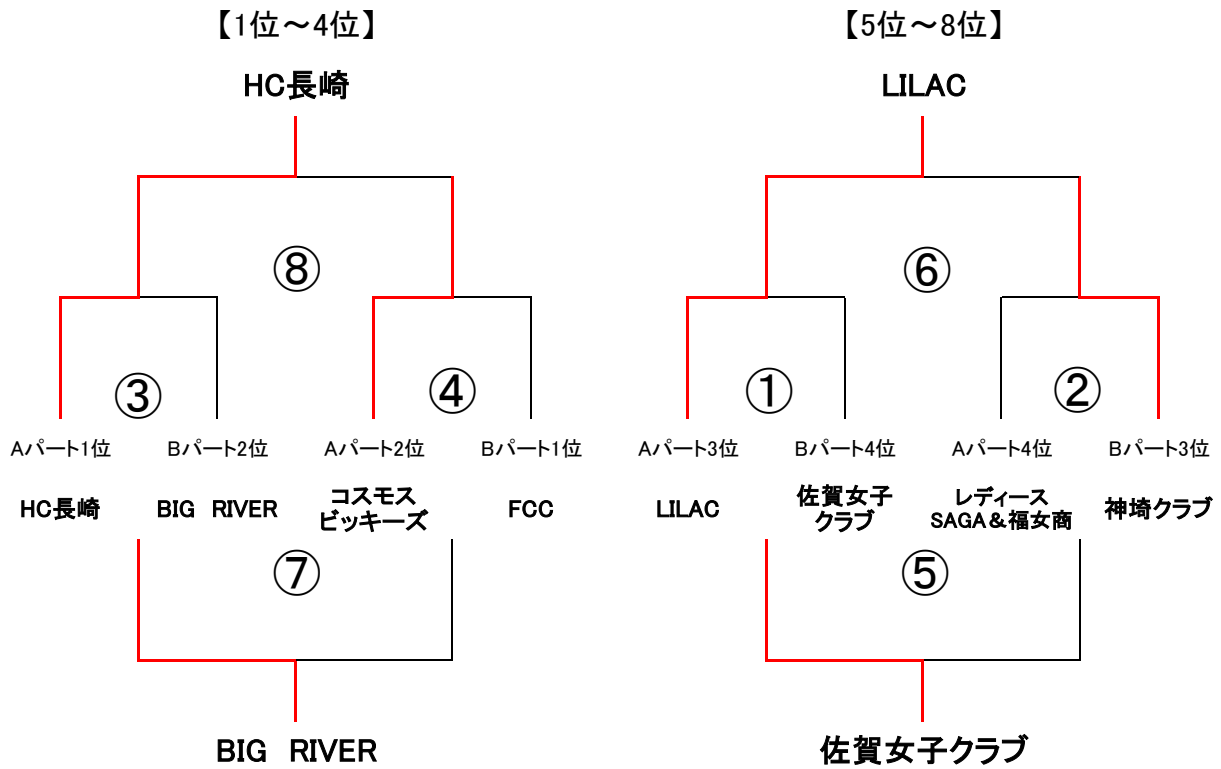 【1位～4位】
HC長崎
⑧
③
④
Aパート1位
Bパート2位
Aパート2位
Bパート1位
HC長崎
BIG　RIVER
コスモス
ビッキーズ
FCC
⑦
BIG　RIVER
【5位～8位】
LILAC
⑥
①
②
Aパート3位
Bパート4位
Aパート4位
Bパート3位
LILAC
佐賀女子
クラブ
レディース
SAGA＆福女商
神埼クラブ
⑤
佐賀女子クラブ